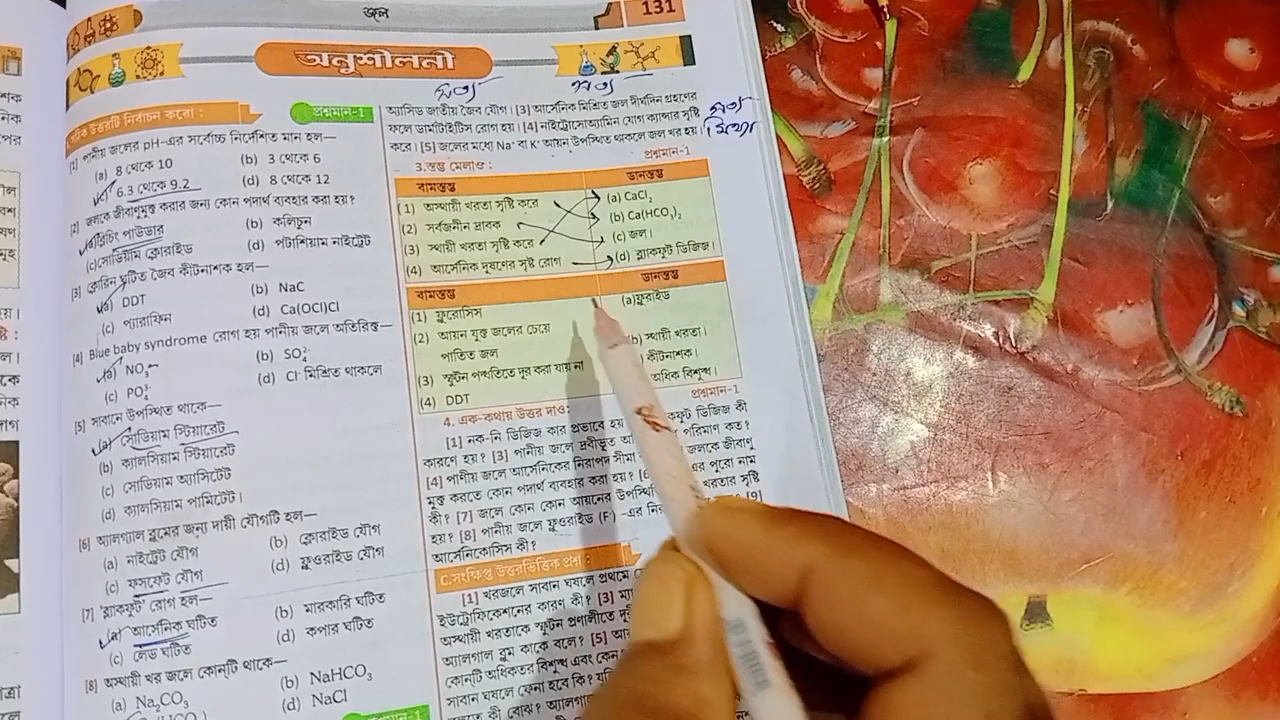 জল
131
অনুশীলনী
সঠিক উত্তরটি নির্বাচন করো :
প্রশ্নমান-1
[1] পানীয় জলের pH-এর সর্বোচ্চ নির্দেশিত মান হল—
(a) 8 থেকে 10
(b) 3 থেকে 6
(c) 6.3 থেকে 9.2
(d) 8 থেকে 12
[2] জলকে জীবাণুমুক্ত করার জন্য কোন পদার্থ ব্যবহার করা হয়?
(a) ব্লিচিং পাউডার
(b) কলিচুন
(c) সোডিয়াম ক্লোরাইড
(d) পটাশিয়াম নাইট্রেট
[3] ক্লোরিন ঘটিত জৈব কীটনাশক হল—
(a) DDT
(b) NaC
(c) প্যারাফিন
(d) Ca(OCl)Cl
[4] Blue baby syndrome রোগ হয় পানীয় জলে অতিরিক্ত—
(a) NO₃⁻
(b) SO₄²⁻
(c) PO₄³⁻
(d) Cl⁻ মিশ্রিত থাকলে
[5] সাবানে উপস্থিত থাকে—
(a) সোডিয়াম স্টিয়ারেট
(b) ক্যালসিয়াম স্টিয়ারেট
(c) সোডিয়াম অ্যাসিটেট
(d) ক্যালসিয়াম পামিটেট।
[6] অ্যালগাল ব্লুমের জন্য দায়ী যৌগটি হল—
(a) নাইট্রেট যৌগ
(b) ক্লোরাইড যৌগ
(c) ফসফেট যৌগ
(d) ফ্লুওরাইড যৌগ
[7] 'ব্ল্যাকফুট' রোগ হল—
(a) আর্সেনিক ঘটিত
(b) মারকারি ঘটিত
(c) লেড ঘটিত
(d) কপার ঘটিত
[8] অস্থায়ী খর জলে কোন্‌টি থাকে—
(a) Na₂CO₃
(b) NaHCO₃
(d) NaCl
প্রশ্নমান-1
সত্য সত্য
অ্যাসিড জাতীয় জৈব যৌগ। [3] আর্সেনিক মিশ্রিত জল দীর্ঘদিন গ্রহণের
ফলে ডার্মাটাইটিস রোগ হয়। [4] নাইট্রোসোঅ্যামিন যৌগ ক্যান্সার সৃষ্টি
সত্য
করে। [5] জলের মধ্যে Na⁺ বা K⁺ আয়ন উপস্থিত থাকলে জল খর হয়।
মিথ্যা
3.স্তম্ভ মেলাও :
প্রশ্নমান-1
বামস্তম্ভ ডানস্তম্ভ
(1) অস্থায়ী খরতা সৃষ্টি করে (a) CaCl₂
(2) সর্বজনীন দ্রাবক (b) Ca(HCO₃)₂
(3) স্থায়ী খরতা সৃষ্টি করে (c) জল।
(4) আর্সেনিক দূষণের সৃষ্ট রোগ (d) ব্ল্যাকফুট ডিজিজ।
বামস্তম্ভ ডানস্তম্ভ
(1) ফ্লুরোসিস (a)ফ্লুরাইড
(2) আয়ন যুক্ত জলের চেয়ে
পাতিত জল b) স্থায়ী খরতা।
(3) স্ফুটন পদ্ধতিতে দূর করা যায় না ) কীটনাশক।
(4) DDT অধিক বিশুদ্ধ।
4. এক-কথায় উত্তর দাও:
প্রশ্নমান-1
[1] নক-নি ডিজিজ কার প্রভাবে হয় কফুট ডিজিজ কী
কারণে হয়? [3] পানীয় জলে দ্রবীভূত পরিমাণ কত?
[4] পানীয় জলে আর্সেনিকের নিরাপদ সীমা জলকে জীবাণু
মুক্ত করতে কোন পদার্থ ব্যবহার করা হয়? এর পুরো নাম
কী? [7] জলে কোন কোন আয়নের উপস্থিতি খরতার সৃষ্টি
হয়? [8] পানীয় জলে ফ্লুওরাইড (F⁻) -এর [9]
আর্সেনিকোসিস কী?
C.সংক্ষিপ্ত উত্তরভিত্তিক প্রশ্ন :
[1] খরজলে সাবান ঘষলে প্রথমে
ইউট্রোফিকেশনের কারণ কী? [3]
অস্থায়ী খরতাকে স্ফুটন প্রণালীতে
অ্যালগাল ব্লুম কাকে বলে? [5]
কোন্‌টি অধিকতর বিশুদ্ধ এবং কেন
সাবান ঘষলে ফেনা হবে কি?
কী বোঝ?